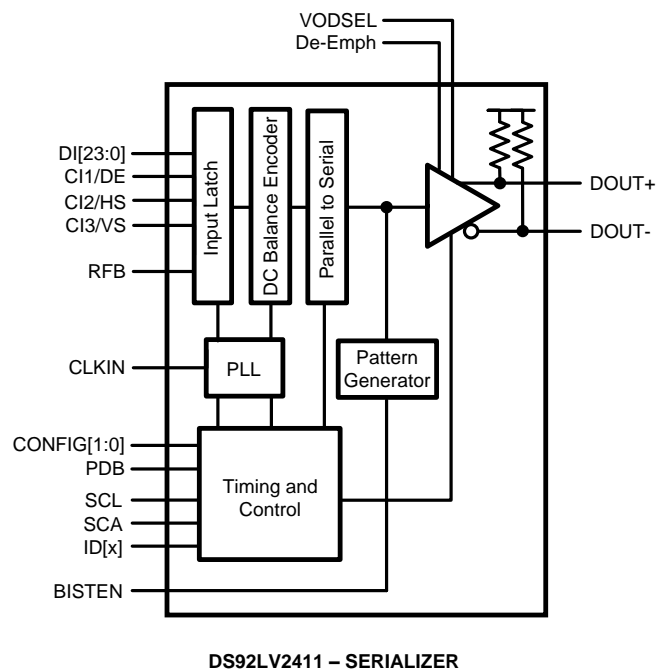 VODSEL
De-Emph
DI[23:0]
CI1/DE
CI2/HS
CI3/VS
RFB
Input Latch
DC Balance Encoder
Parallel to Serial
DOUT+
DOUT-
CLKIN
PLL
Pattern
Generator
CONFIG[1:0]
PDB
SCL
SCA
ID[x]
Timing and
Control
BISTEN
DS92LV2411 – SERIALIZER